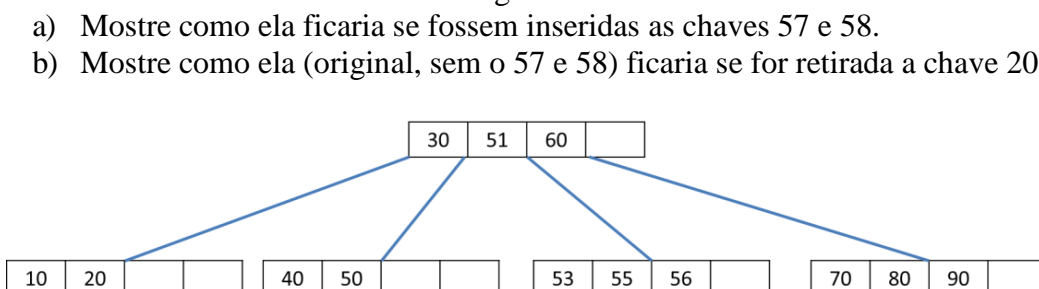 a) Mostre como ela ficaria se fossem inseridas as chaves 57 e 58.
b) Mostre como ela (original, sem o 57 e 58) ficaria se for retirada a chave 20
30 51 60
10 20 40 50 53 55 56 70 80 90